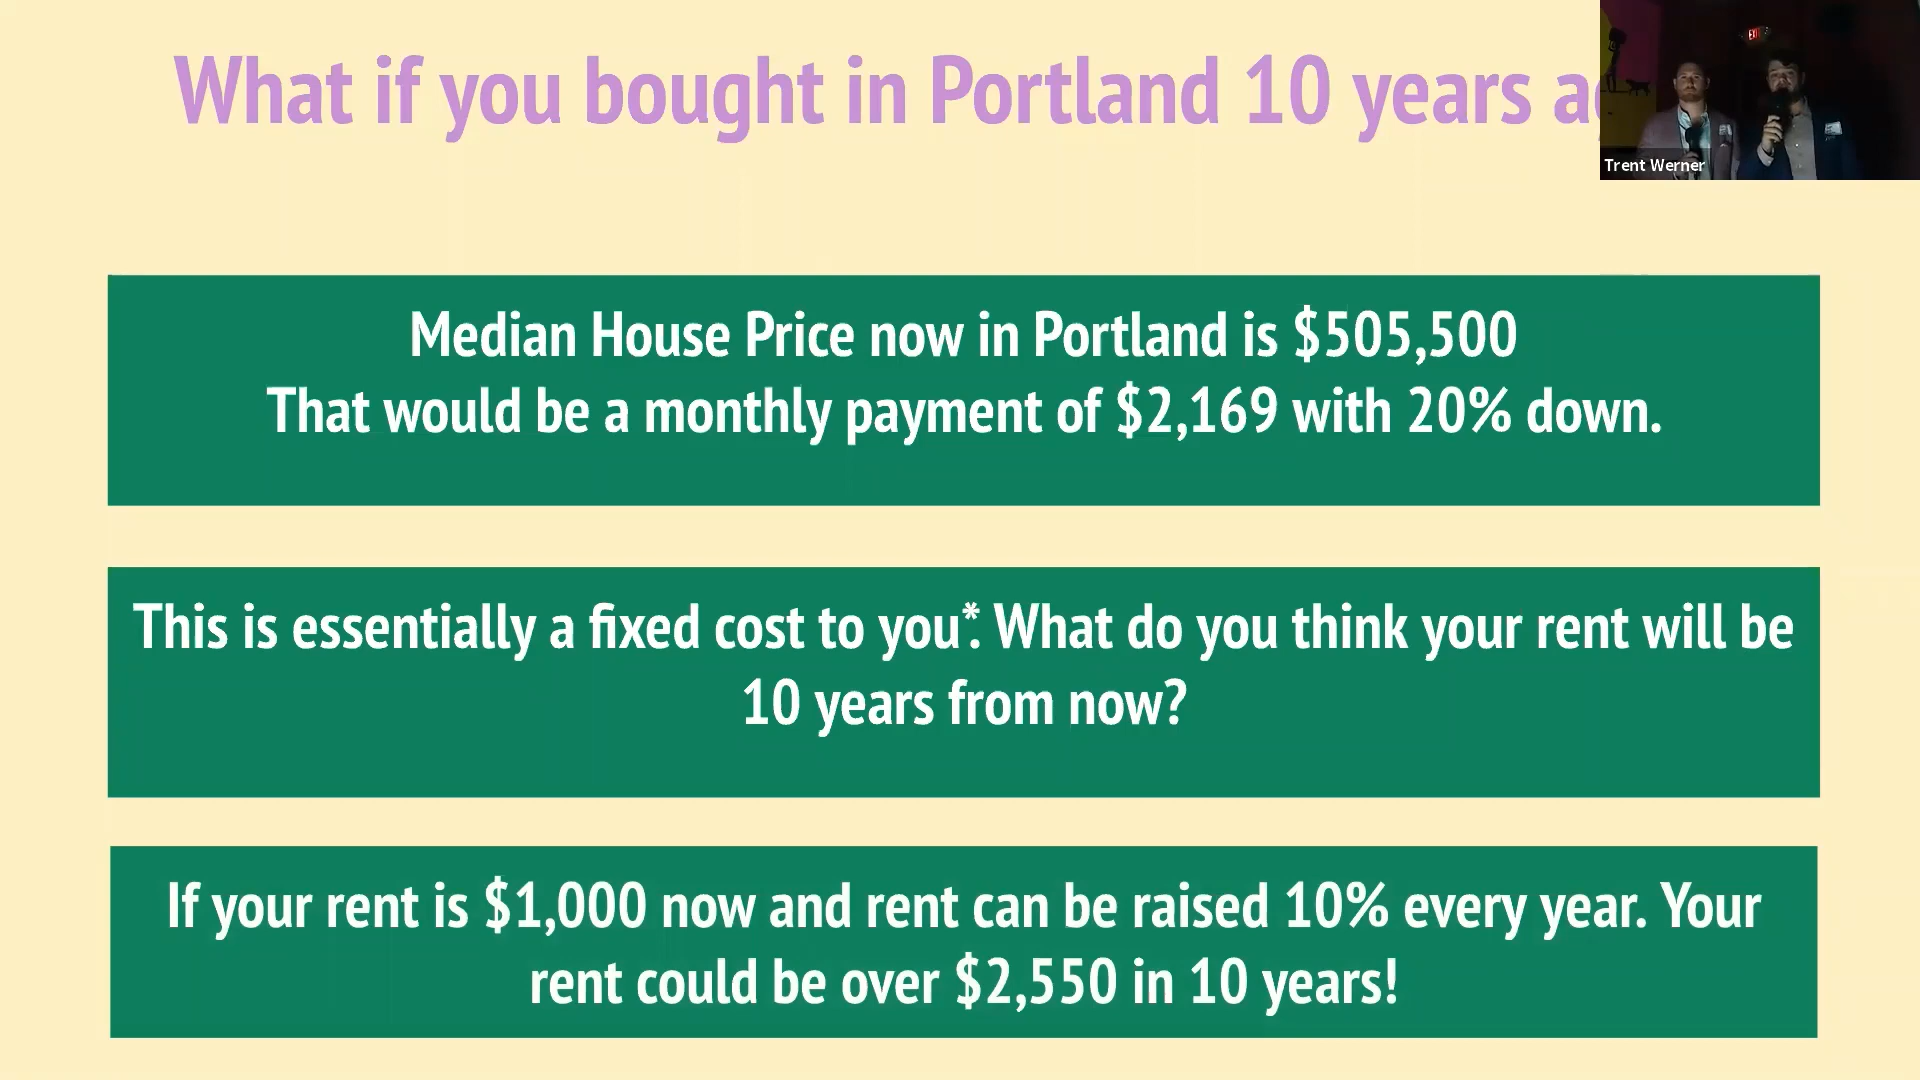 What if you bought in Portland 10 years a
EXIT
Trent Werner
Median House Price now in Portland is $505,500
That would be a monthly payment of $2,169 with 20% down.
This is essentially a fixed cost to you*. What do you think your rent will be
10 years from now?
If your rent is $1,000 now and rent can be raised 10% every year. Your
rent could be over $2,550 in 10 years!